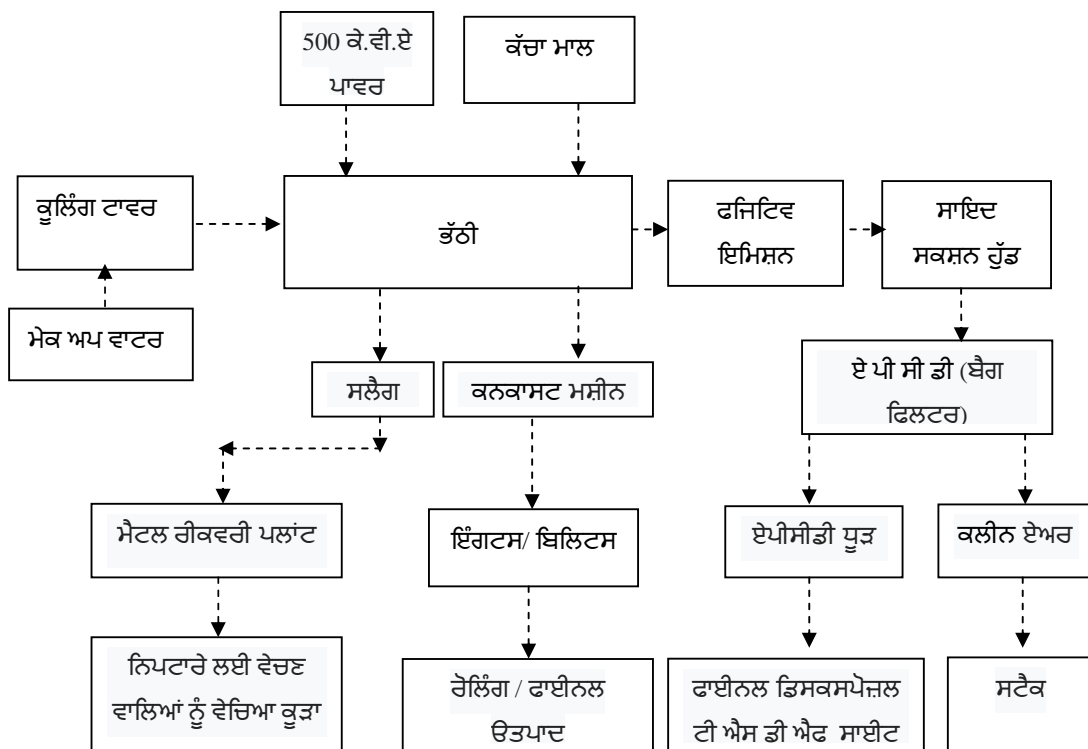 500 ਕੇ.ਵੀ.ਏ
ਪਾਵਰ
ਕੱਚਾ ਮਾਲ
ਕੂਲਿੰਗ ਟਾਵਰ
ਭੱਠੀ
ਫਜਿਟਿਵ
ਇਮਿਸ਼ਨ
ਸਾਇਦ
ਸਕਸ਼ਨ ਹੁੱਡ
ਮੇਕ ਅਪ ਵਾਟਰ
ਸਲੈਗ
ਕਨਕਾਸਟ ਮਸ਼ੀਨ
ਏ ਪੀ ਸੀ ਡੀ (ਬੈਗ
ਫਿਲਟਰ)
ਮੈਟਲ ਰੀਕਵਰੀ ਪਲਾਂਟ
ਇੰਗਟਸ/ ਬਿਲਿਟਸ
ਏਪੀਸੀਡੀ ਧੂੜ
ਕਲੀਨ ਏਅਰ
ਨਿਪਟਾਰੇ ਲਈ ਵੇਚਣ
ਵਾਲਿਆਂ ਨੂੰ ਵੇਚਿਆ ਕੂੜਾ
ਰੋਲਿੰਗ / ਫਾਈਨਲ
ਉਤਪਾਦ
ਫਾਈਨਲ ਡਿਸਕਸਪੋਜ਼ਲ
ਟੀ ਐਸ ਡੀ ਐਫ ਸਾਈਟ
ਸਟੈਕ